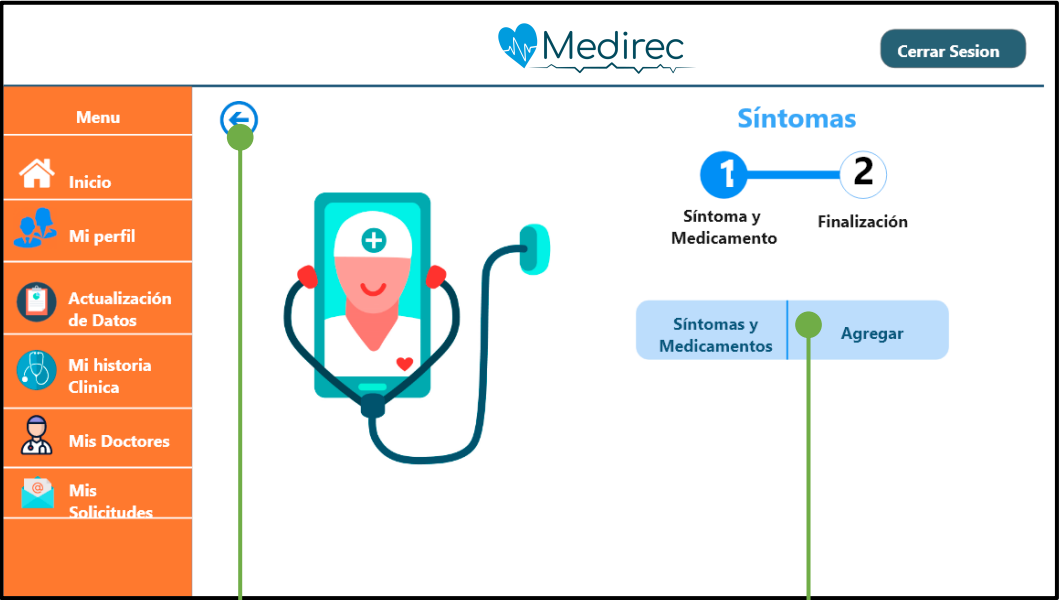 Medirec
Cerrar Sesion
Menu
Inicio
Mi perfil
Actualización
de Datos
Mi historia
Clinica
Mis Doctores
@
Mis
Solicitudes
Síntomas
1
2
Síntoma y
Medicamento
Finalización
Síntomas y
Medicamentos
Agregar